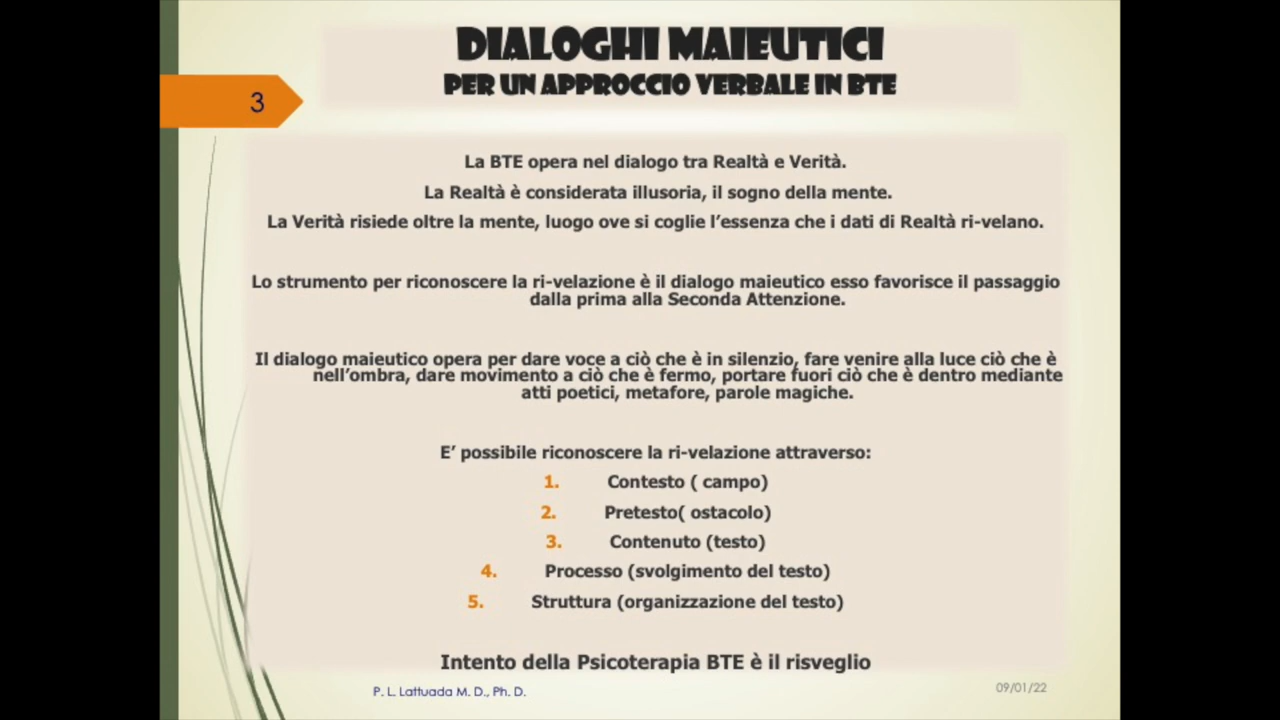 DIALOGHI MAIEUTICI
PER UN APPROCCIO VERBALE IN BTE
3
La BTE opera nel dialogo tra Realtà e Verità.
La Realtà è considerata illusoria, il sogno della mente.
La Verità risiede oltre la mente, luogo ove si coglie l'essenza che i dati di Realtà ri-velano.
Lo strumento per riconoscere la ri-velazione è il dialogo maieutico esso favorisce il passaggio
dalla prima alla Seconda Attenzione.
Il dialogo maieutico opera per dare voce a ciò che è in silenzio, fare venire alla luce ciò che è
nell'ombra, dare movimento a ciò che è fermo, portare fuori ciò che è dentro mediante
atti poetici, metafore, parole magiche.
E' possibile riconoscere la ri-velazione attraverso:
1. Contesto ( campo)
2. Pretesto( ostacolo)
3. Contenuto (testo)
4. Processo (svolgimento del testo)
5. Struttura (organizzazione del testo)
Intento della Psicoterapia BTE è il risveglio
P. L. Lattuada M. D., Ph. D.
09/01/22